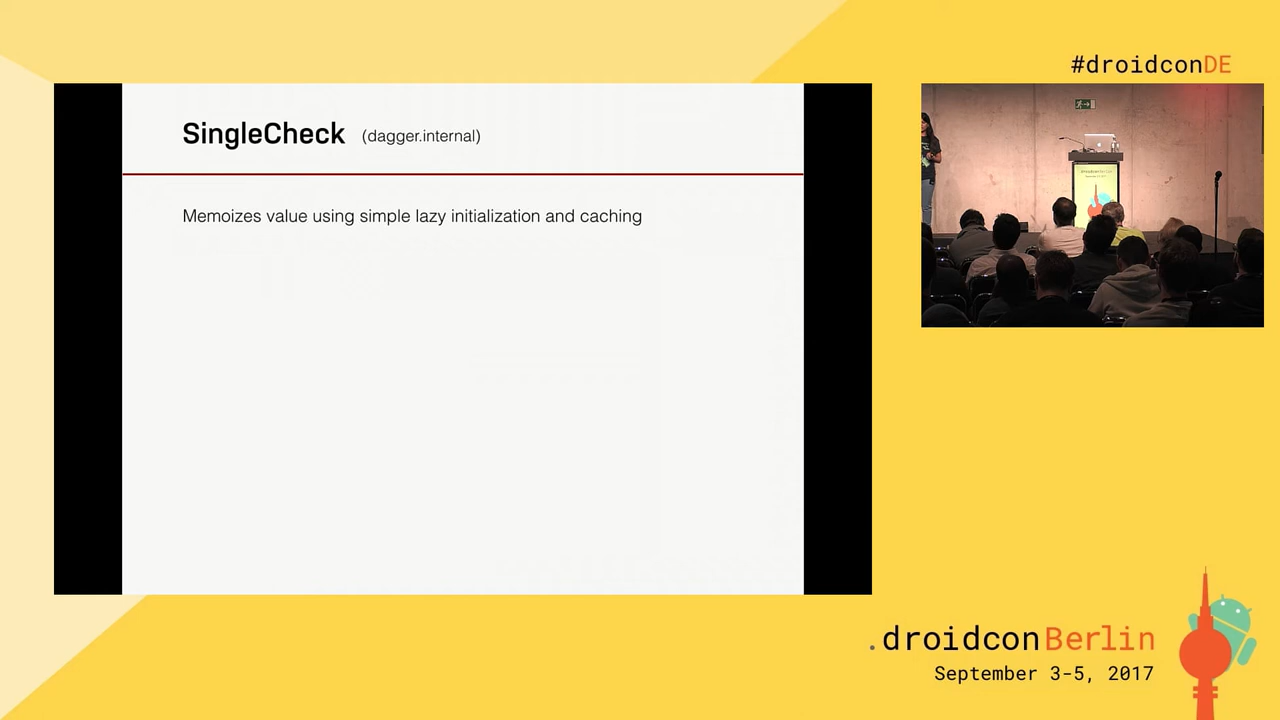 #droidconDE
SingleCheck (dagger.internal)
Memoizes value using simple lazy initialization and caching
.droidconBerlin
September 3-5, 2017